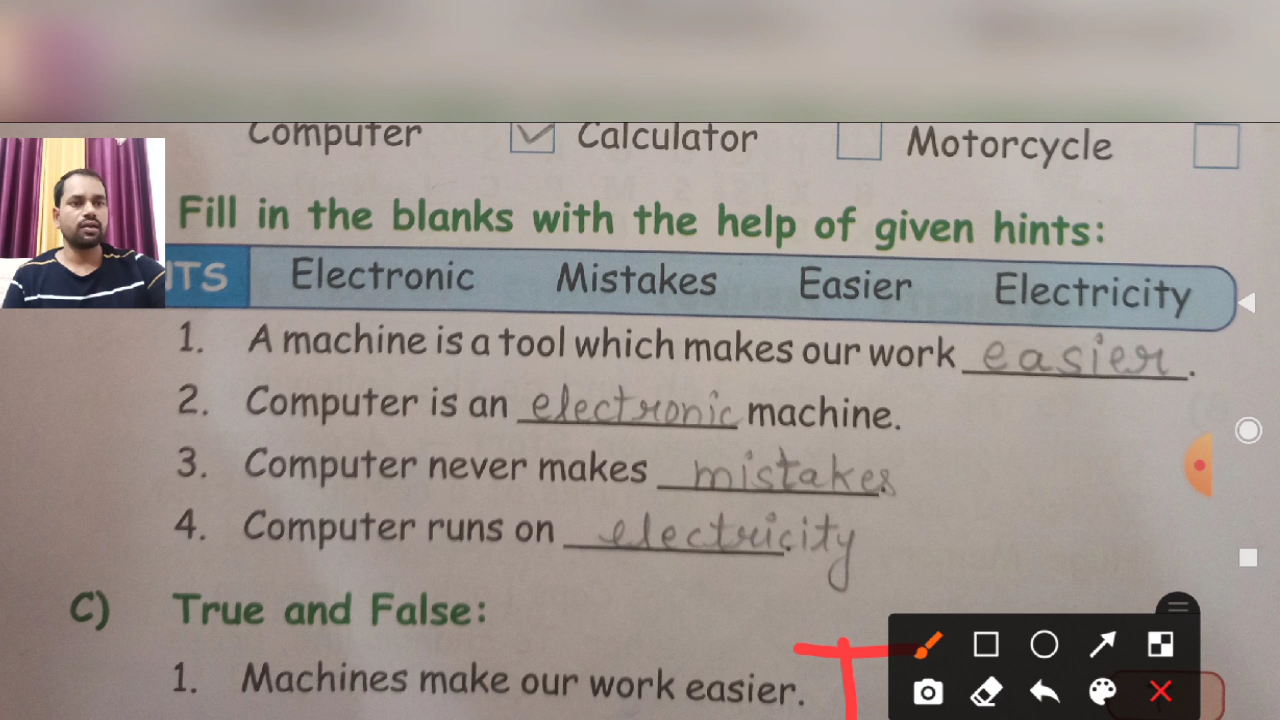 Computer Calculator Motorcycle
Fill in the blanks with the help of given hints:
Electronic Mistakes Easier Electricity
1. A machine is a tool which makes our work easier.
2. Computer is an electronic machine.
3. Computer never makes mistakes.
4. Computer runs on electricity.
C) True and False:
1. Machines make our work easier. T